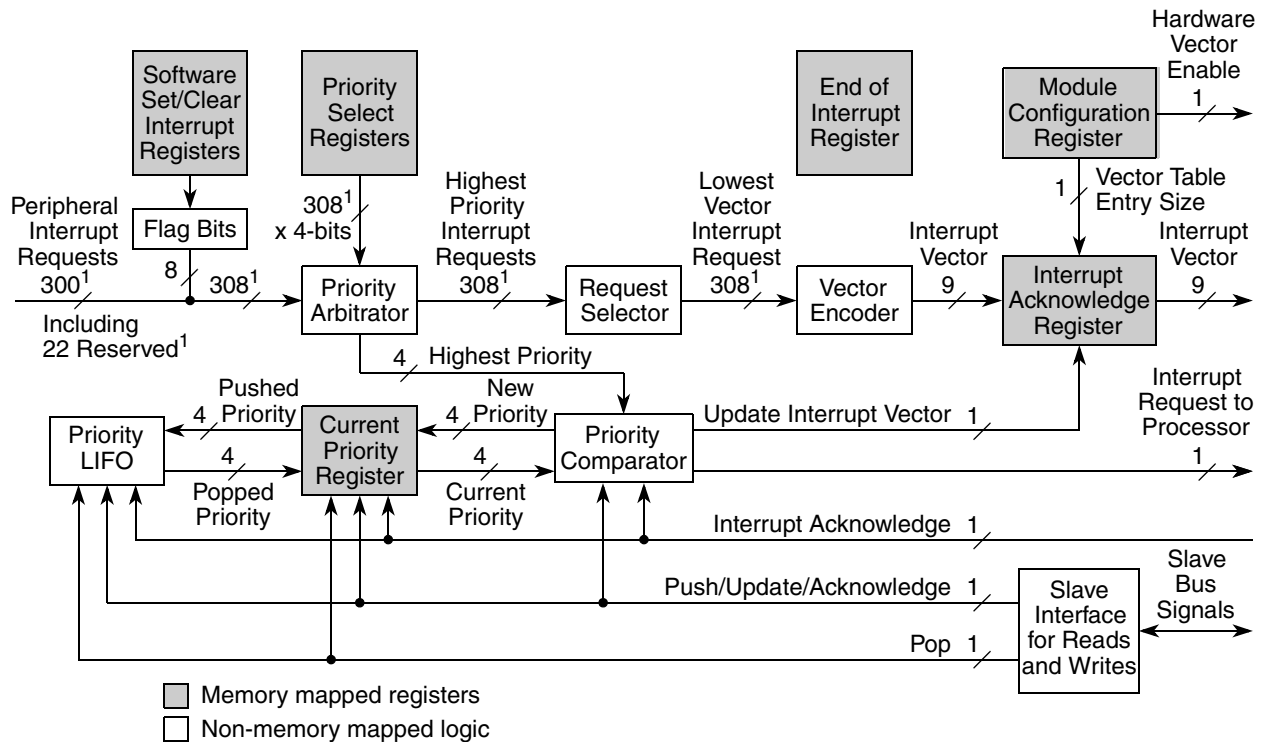 Hardware
Vector
Enable
1
Software
Set/Clear
Interrupt
Registers
Priority
Select
Registers
End of
Interrupt
Register
Module
Configuration
Register
Peripheral
Interrupt
Requests
300¹
Including
22 Reserved¹
Flag Bits
8
308¹
308¹
x 4-bits
Priority
Arbitrator
Highest
Priority
Interrupt
Requests
308¹
Request
Selector
Lowest
Vector
Interrupt
Request
308¹
Vector
Encoder
Interrupt
Vector
9
1
Vector Table
Entry Size
Interrupt
Acknowledge
Register
Interrupt
Vector
9
4
Highest Priority
Pushed
Priority
4
New
Priority
4
Priority
LIFO
Current
Priority
Register
Priority
Comparator
4
Popped
Priority
4
Current
Priority
Update Interrupt Vector 1
Interrupt
Request to
Processor
1
Interrupt Acknowledge 1
Push/Update/Acknowledge 1
Pop 1
Slave
Interface
for Reads
and Writes
Slave
Bus
Signals
Memory mapped registers
Non-memory mapped logic